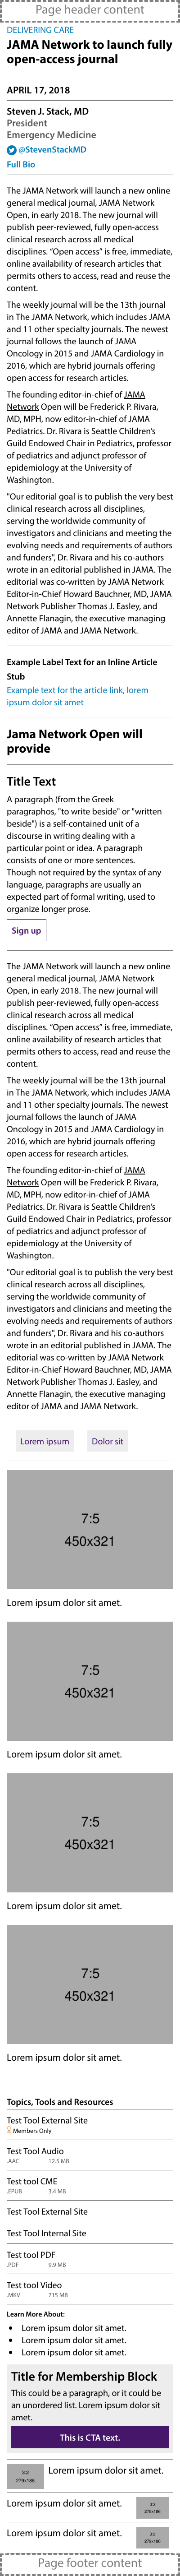 Page header content
DELIVERING CARE
JAMA Network to launch fully
open-access journal
APRIL 17, 2018
Steven J. Stack, MD
President
Emergency Medicine
@StevenStackMD
Full Bio
The JAMA Network will launch a new online
general medical journal, JAMA Network
Open, in early 2018. The new journal will
publish peer-reviewed, fully open-access
clinical research across all medical
disciplines. “Open access” is free, immediate,
online availability of research articles that
permits others to access, read and reuse the
content.
The weekly journal will be the 13th journal
in The JAMA Network, which includes JAMA
and 11 other specialty journals. The newest
journal follows the launch of JAMA
Oncology in 2015 and JAMA Cardiology in
2016, which are hybrid journals offering
open access for research articles.
The founding editor-in-chief of JAMA
Network Open will be Frederick P. Rivara,
MD, MPH, now editor-in-chief of JAMA
Pediatrics. Dr. Rivara is Seattle Children’s
Guild Endowed Chair in Pediatrics, professor
of pediatrics and adjunct professor of
epidemiology at the University of
Washington.
“Our editorial goal is to publish the very best
clinical research across all disciplines,
serving the worldwide community of
investigators and clinicians and meeting the
evolving needs and requirements of authors
and funders”, Dr. Rivara and his co-authors
wrote in an editorial published in JAMA. The
editorial was co-written by JAMA Network
Editor-in-Chief Howard Bauchner, MD, JAMA
Network Publisher Thomas J. Easley, and
Annette Flanagin, the executive managing
editor of JAMA and JAMA Network.
Example Label Text for an Inline Article
Stub
Example text for the article link, lorem
ipsum dolor sit amet
Jama Network Open will
provide
Title Text
A paragraph (from the Greek
paragraphos, "to write beside" or "written
beside") is a self-contained unit of a
discourse in writing dealing with a
particular point or idea. A paragraph
consists of one or more sentences.
Though not required by the syntax of any
language, paragraphs are usually an
expected part of formal writing, used to
organize longer prose.
Sign up
The JAMA Network will launch a new online
general medical journal, JAMA Network
Open, in early 2018. The new journal will
publish peer-reviewed, fully open-access
clinical research across all medical
disciplines. “Open access” is free, immediate,
online availability of research articles that
permits others to access, read and reuse the
content.
The weekly journal will be the 13th journal
in The JAMA Network, which includes JAMA
and 11 other specialty journals. The newest
journal follows the launch of JAMA
Oncology in 2015 and JAMA Cardiology in
2016, which are hybrid journals offering
open access for research articles.
The founding editor-in-chief of JAMA
Network Open will be Frederick P. Rivara,
MD, MPH, now editor-in-chief of JAMA
Pediatrics. Dr. Rivara is Seattle Children’s
Guild Endowed Chair in Pediatrics, professor
of pediatrics and adjunct professor of
epidemiology at the University of
Washington.
“Our editorial goal is to publish the very best
clinical research across all disciplines,
serving the worldwide community of
investigators and clinicians and meeting the
evolving needs and requirements of authors
and funders”, Dr. Rivara and his co-authors
wrote in an editorial published in JAMA. The
editorial was co-written by JAMA Network
Editor-in-Chief Howard Bauchner, MD, JAMA
Network Publisher Thomas J. Easley, and
Annette Flanagin, the executive managing
editor of JAMA and JAMA Network.
Lorem ipsum Dolor sit
7:5
450x321
Lorem ipsum dolor sit amet.
7:5
450x321
Lorem ipsum dolor sit amet.
7:5
450x321
Lorem ipsum dolor sit amet.
7:5
450x321
Lorem ipsum dolor sit amet.
Topics, Tools and Resources
Test Tool External Site
Members Only
Test Tool Audio
.AAC 12.5 MB
Test tool CME
.EPUB 3.4 MB
Test Tool External Site
Test Tool Internal Site
Test tool PDF
.PDF 9.9 MB
Test tool Video
.MKV 715 MB
Learn More About:
Lorem ipsum dolor sit amet.
Lorem ipsum dolor sit amet.
Lorem ipsum dolor sit amet.
Title for Membership Block
This could be a paragraph, or it could be
an unordered list. Lorem ipsum dolor sit
amet.
This is CTA text.
3:2
279x186
Lorem ipsum dolor sit amet.
Lorem ipsum dolor sit amet.
3:2
279x186
Lorem ipsum dolor sit amet.
3:2
279x186
Page footer content